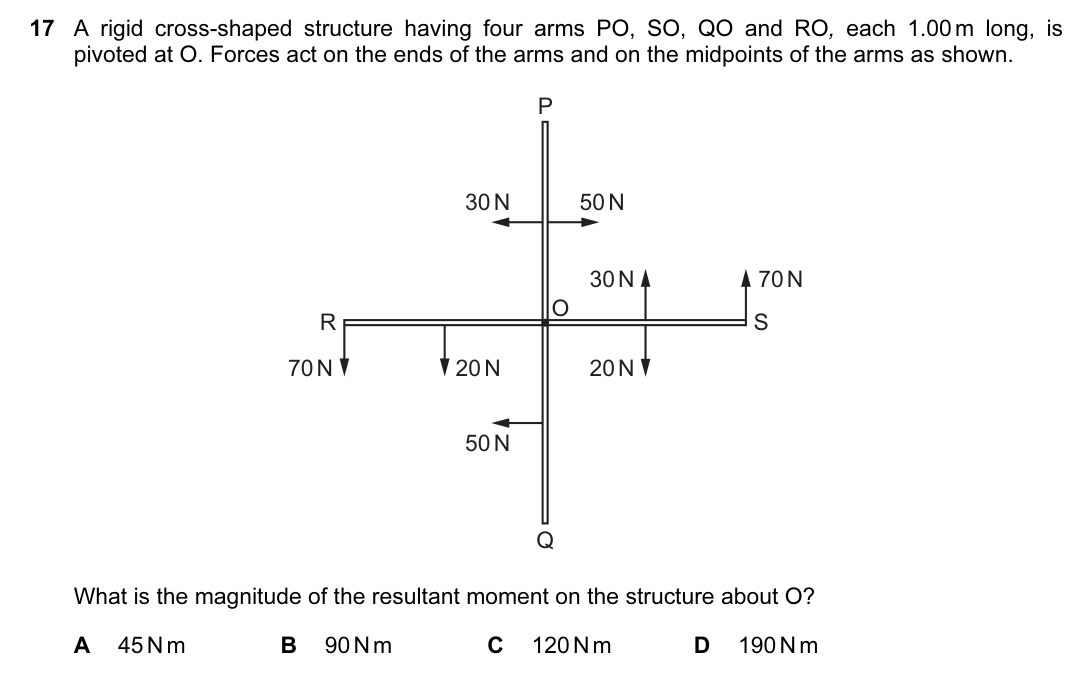 17 A rigid cross-shaped structure having four arms PO, SO, QO and RO, each 1.00 m long, is
pivoted at O. Forces act on the ends of the arms and on the midpoints of the arms as shown.
P
30 N 50 N
30 N 70 N
O
R S
70 N 20 N 20 N
50 N
Q
What is the magnitude of the resultant moment on the structure about O?
A 45 N m B 90 N m C 120 N m D 190 N m